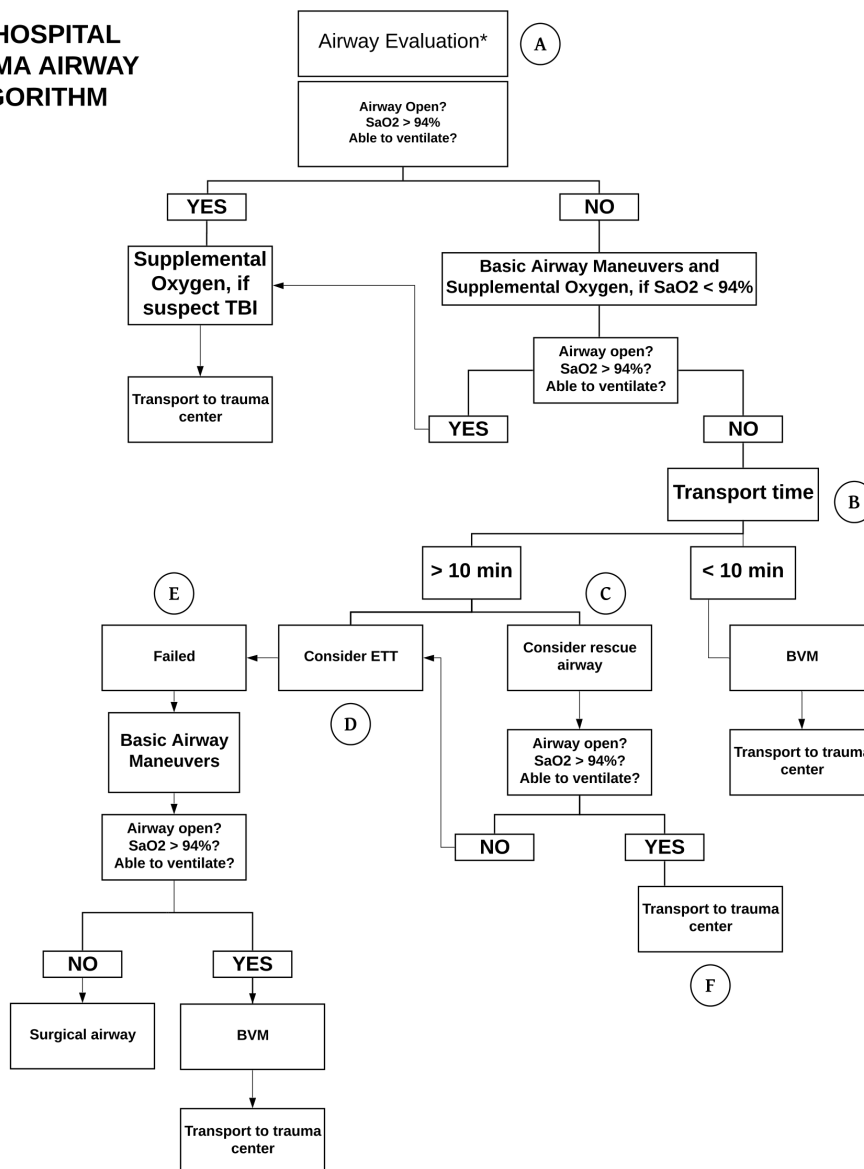 HOSPITAL
MA AIRWAY
GORITHM
Airway Evaluation*
A
Airway Open?
SaO2 > 94%
Able to ventilate?
YES
NO
Supplemental
Oxygen, if
suspect TBI
Basic Airway Maneuvers and
Supplemental Oxygen, if SaO2 < 94%
Airway open?
SaO2 > 94%?
Able to ventilate?
Transport to trauma
center
YES
NO
Transport time
B
> 10 min
< 10 min
E
C
Failed
Consider ETT
Consider rescue
airway
BVM
D
Basic Airway
Maneuvers
Airway open?
SaO2 > 94%?
Able to ventilate?
Transport to trauma
center
Airway open?
SaO2 > 94%?
Able to ventilate?
NO
YES
Transport to trauma
center
F
NO
YES
Surgical airway
BVM
Transport to trauma
center